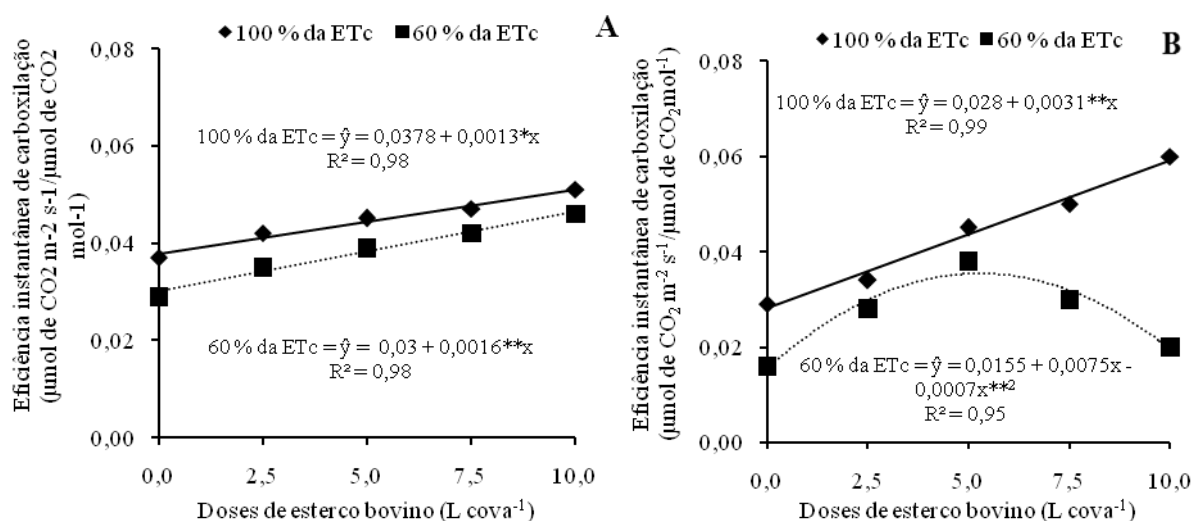 100 % da ETc 60 % da ETc A
Eficiência instantânea de carboxilação
(µmol de CO2 m-2 s-1/µmol de CO2
mol-1)
0,08
0,06
0,04
0,02
0,00
100 % da ETc = ŷ = 0,0378 + 0,0013*x
R² = 0,98
60 % da ETc = ŷ = 0,03 + 0,0016**x
R² = 0,98
0,0 2,5 5,0 7,5 10,0
Doses de esterco bovino (L cova⁻¹)
100 % da ETc 60 % da ETc B
Eficiência instantânea de carboxilação
(µmol de CO₂ m⁻² s⁻¹/µmol de CO₂ mol⁻¹)
0,08
0,06
0,04
0,02
0,00
100 % da ETc = ŷ = 0,028 + 0,0031**x
R² = 0,99
60 % da ETc = ŷ = 0,0155 + 0,0075x -
0,0007x**²
R² = 0,95
0,0 2,5 5,0 7,5 10,0
Doses de esterco bovino (L cova⁻¹)